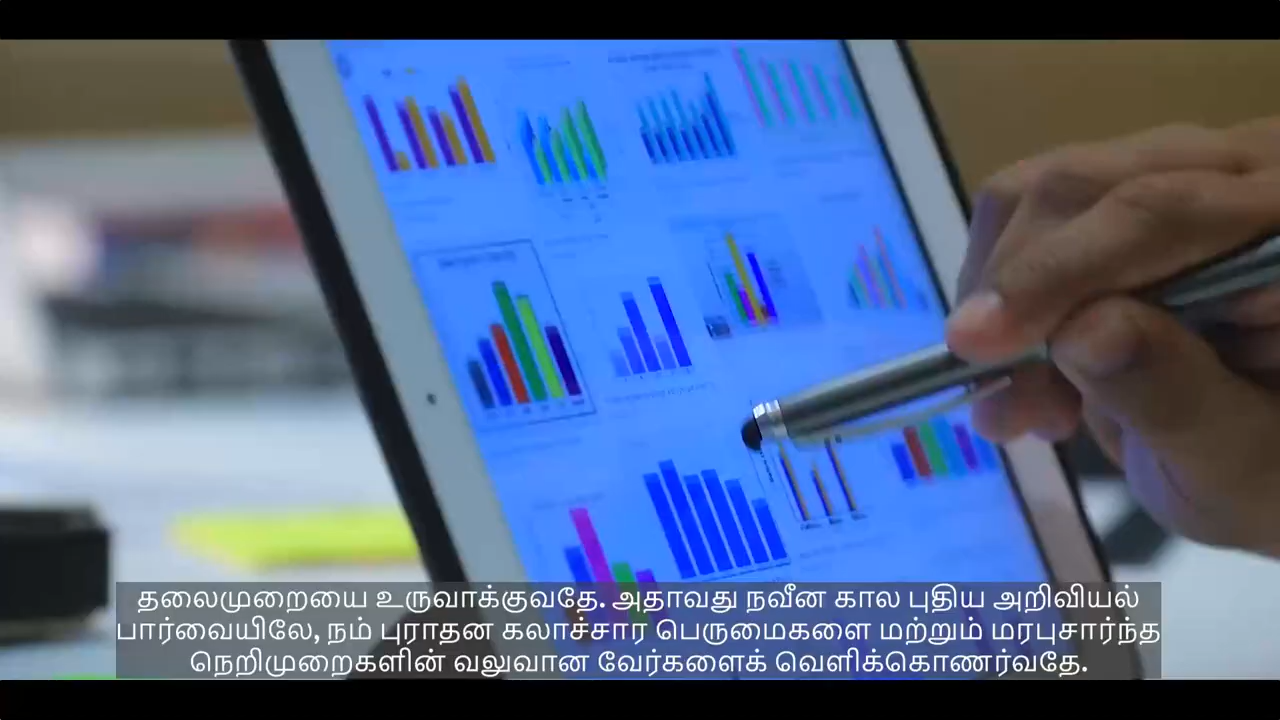 தலைமுறையை உருவாக்குவதே. அதாவது நவீன கால புதிய அறிவியல்
பார்வையிலே, நம் புராதன கலாச்சார பெருமைகளை மற்றும் மரபுசார்ந்த
நெறிமுறைகளின் வலுவான வேர்களைக் வெளிக்கொணர்வதே.